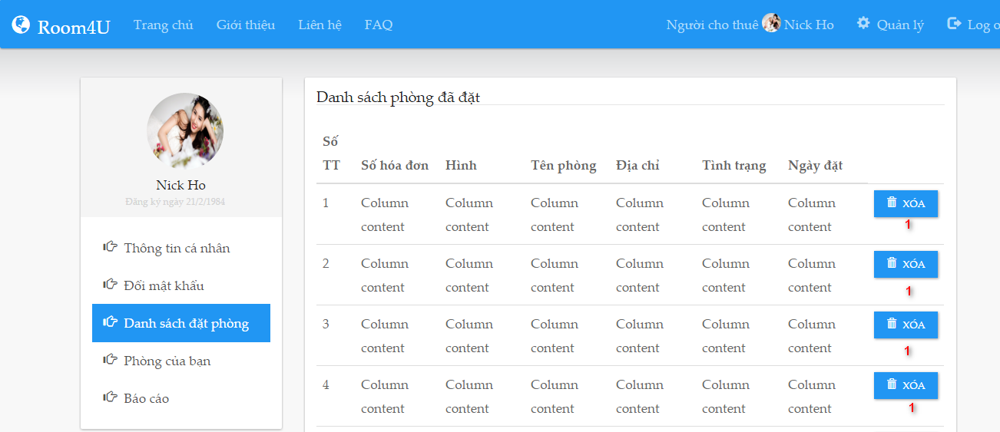 Room4U Trang chủ Giới thiệu Liên hệ FAQ Người cho thuê Nick Ho Quản lý Log o
Nick Ho
Đăng ký ngày 21/2/1984
Thông tin cá nhân
Đổi mật khẩu
Danh sách đặt phòng
Phòng của bạn
Báo cáo
Danh sách phòng đã đặt
Số
TT Số hóa đơn Hình Tên phòng Địa chỉ Tình trạng Ngày đặt
1 Column Column Column Column Column Column XÓA
content content content content content content 1
2 Column Column Column Column Column Column XÓA
content content content content content content 1
3 Column Column Column Column Column Column XÓA
content content content content content content 1
4 Column Column Column Column Column Column XÓA
content content content content content content 1